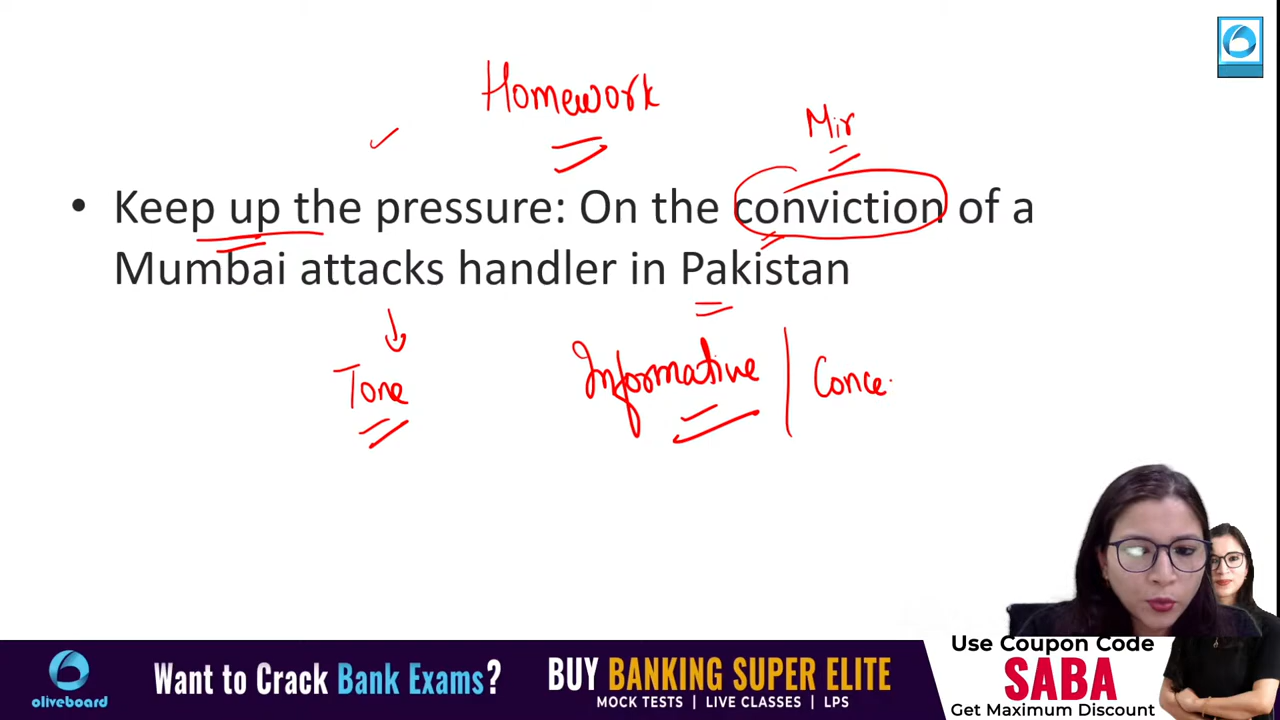 Homework
Mir
• Keep up the pressure: On the conviction of a
Mumbai attacks handler in Pakistan
Tone
Informative | Conce
Use Coupon Code
SABA
Get Maximum Discount
oliveboard
Want to Crack Bank Exams?
BUY BANKING SUPER ELITE
MOCK TESTS | LIVE CLASSES | LPS